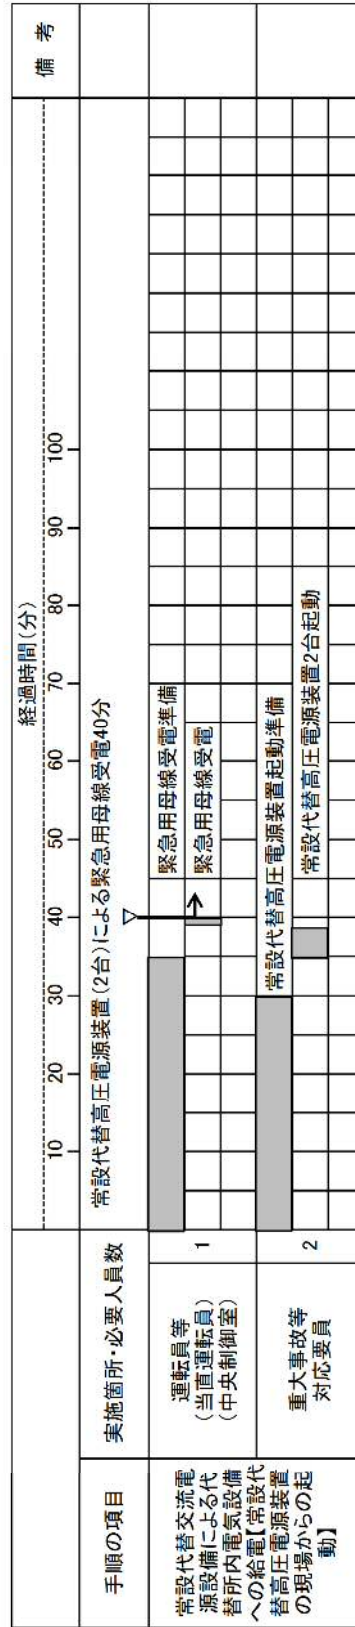 経過時間(分)
備 考
10 20 30 40 50 60 70 80 90 100
手順の項目
実施箇所・必要人員数
常設代替高圧電源装置(2台)による緊急用母線受電40分
常設代替交流電
源設備による代
替所内電気設備
への給電【常設代
替高圧電源装置
の現場からの起
動】
運転員等
(当直運転員)
(中央制御室)
1
緊急用母線受電準備
緊急用母線受電
重大事故等
対応要員
2
常設代替高圧電源装置起動準備
常設代替高圧電源装置2台起動